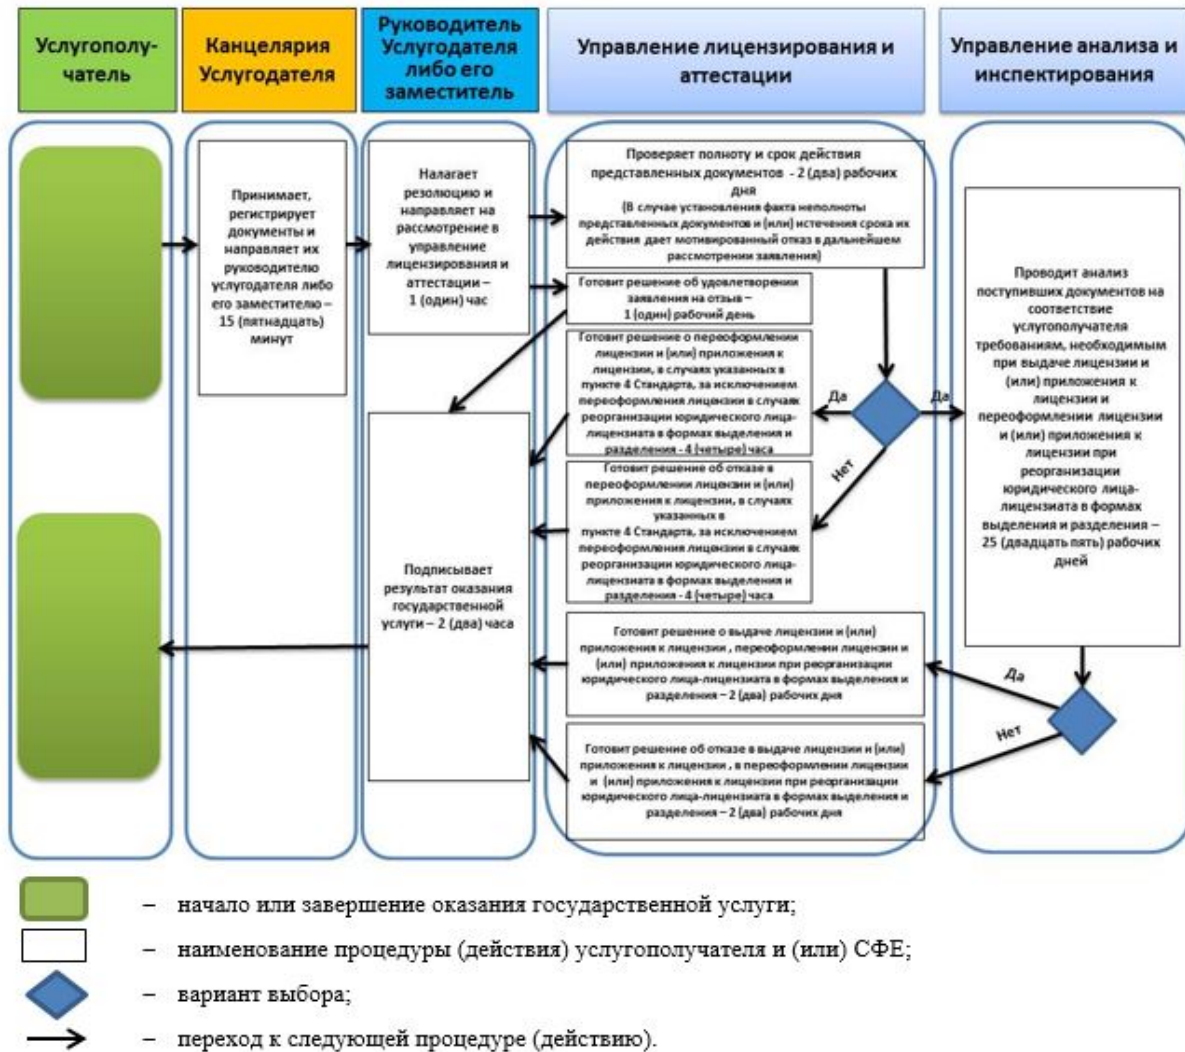 Услугополу-
чатель
Канцелярия
Услугодателя
Руководитель
Услугодателя
либо его
заместитель
Управление лицензирования и
аттестации
Управление анализа и
инспектирования
Принимает,
регистрирует
документы и
направляет их
руководителю
услугодателя либо
его заместителю –
15 (пятнадцать)
минут
Налагает
резолюцию и
направляет на
рассмотрение в
управление
лицензирования и
аттестации –
1 (один) час
Проверяет полноту и срок действия
представленных документов - 2 (два) рабочих
дня
(В случае установления факта неполноты
представленных документов и (или) истечения срока их
действия дает мотивированный отказ в дальнейшем
рассмотрении заявления)
Готовит решение об удовлетворении
заявления на отзыв –
1 (один) рабочий день
Готовит решение о переоформлении
лицензии и (или) приложения к
лицензии, в случаях указанных в
пункте 4 Стандарта, за исключением
переоформления лицензии в случаях
реорганизации юридического лица-
лицензиата в формах выделения и
разделения - 4 (четыре) часа
Да
Да
Нет
Готовит решение об отказе в
переоформлении лицензии и (или)
приложения к лицензии, в случаях
указанных в
пункте 4 Стандарта, за исключением
переоформления лицензии в случаях
реорганизации юридического лица-
лицензиата в формах выделения и
разделения - 4 (четыре) часа
Проводит анализ
поступивших документов на
соответствие
услугополучателя
требованиям, необходимым
при выдаче лицензии и
(или) приложения к
лицензии и
переоформлении лицензии
и (или) приложения к
лицензии при
реорганизации
юридического лица-
лицензиата в формах
выделения и разделения –
25 (двадцать пять) рабочих
дней
Подписывает
результат оказания
государственной
услуги – 2 (два) часа
Готовит решение о выдаче лицензии и (или)
приложения к лицензии , переоформлении лицензии и
(или) приложения к лицензии при реорганизации
юридического лица-лицензиата в формах выделения и
разделения – 2 (два) рабочих дня
Да
Нет
Готовит решение об отказе в выдаче лицензии и (или)
приложения к лицензии , в переоформлении лицензии
и (или) приложения к лицензии при реорганизации
юридического лица-лицензиата в формах выделения и
разделения – 2 (два) рабочих дня
– начало или завершение оказания государственной услуги;
– наименование процедуры (действия) услугополучателя и (или) СФЕ;
– вариант выбора;
– переход к следующей процедуре (действию).